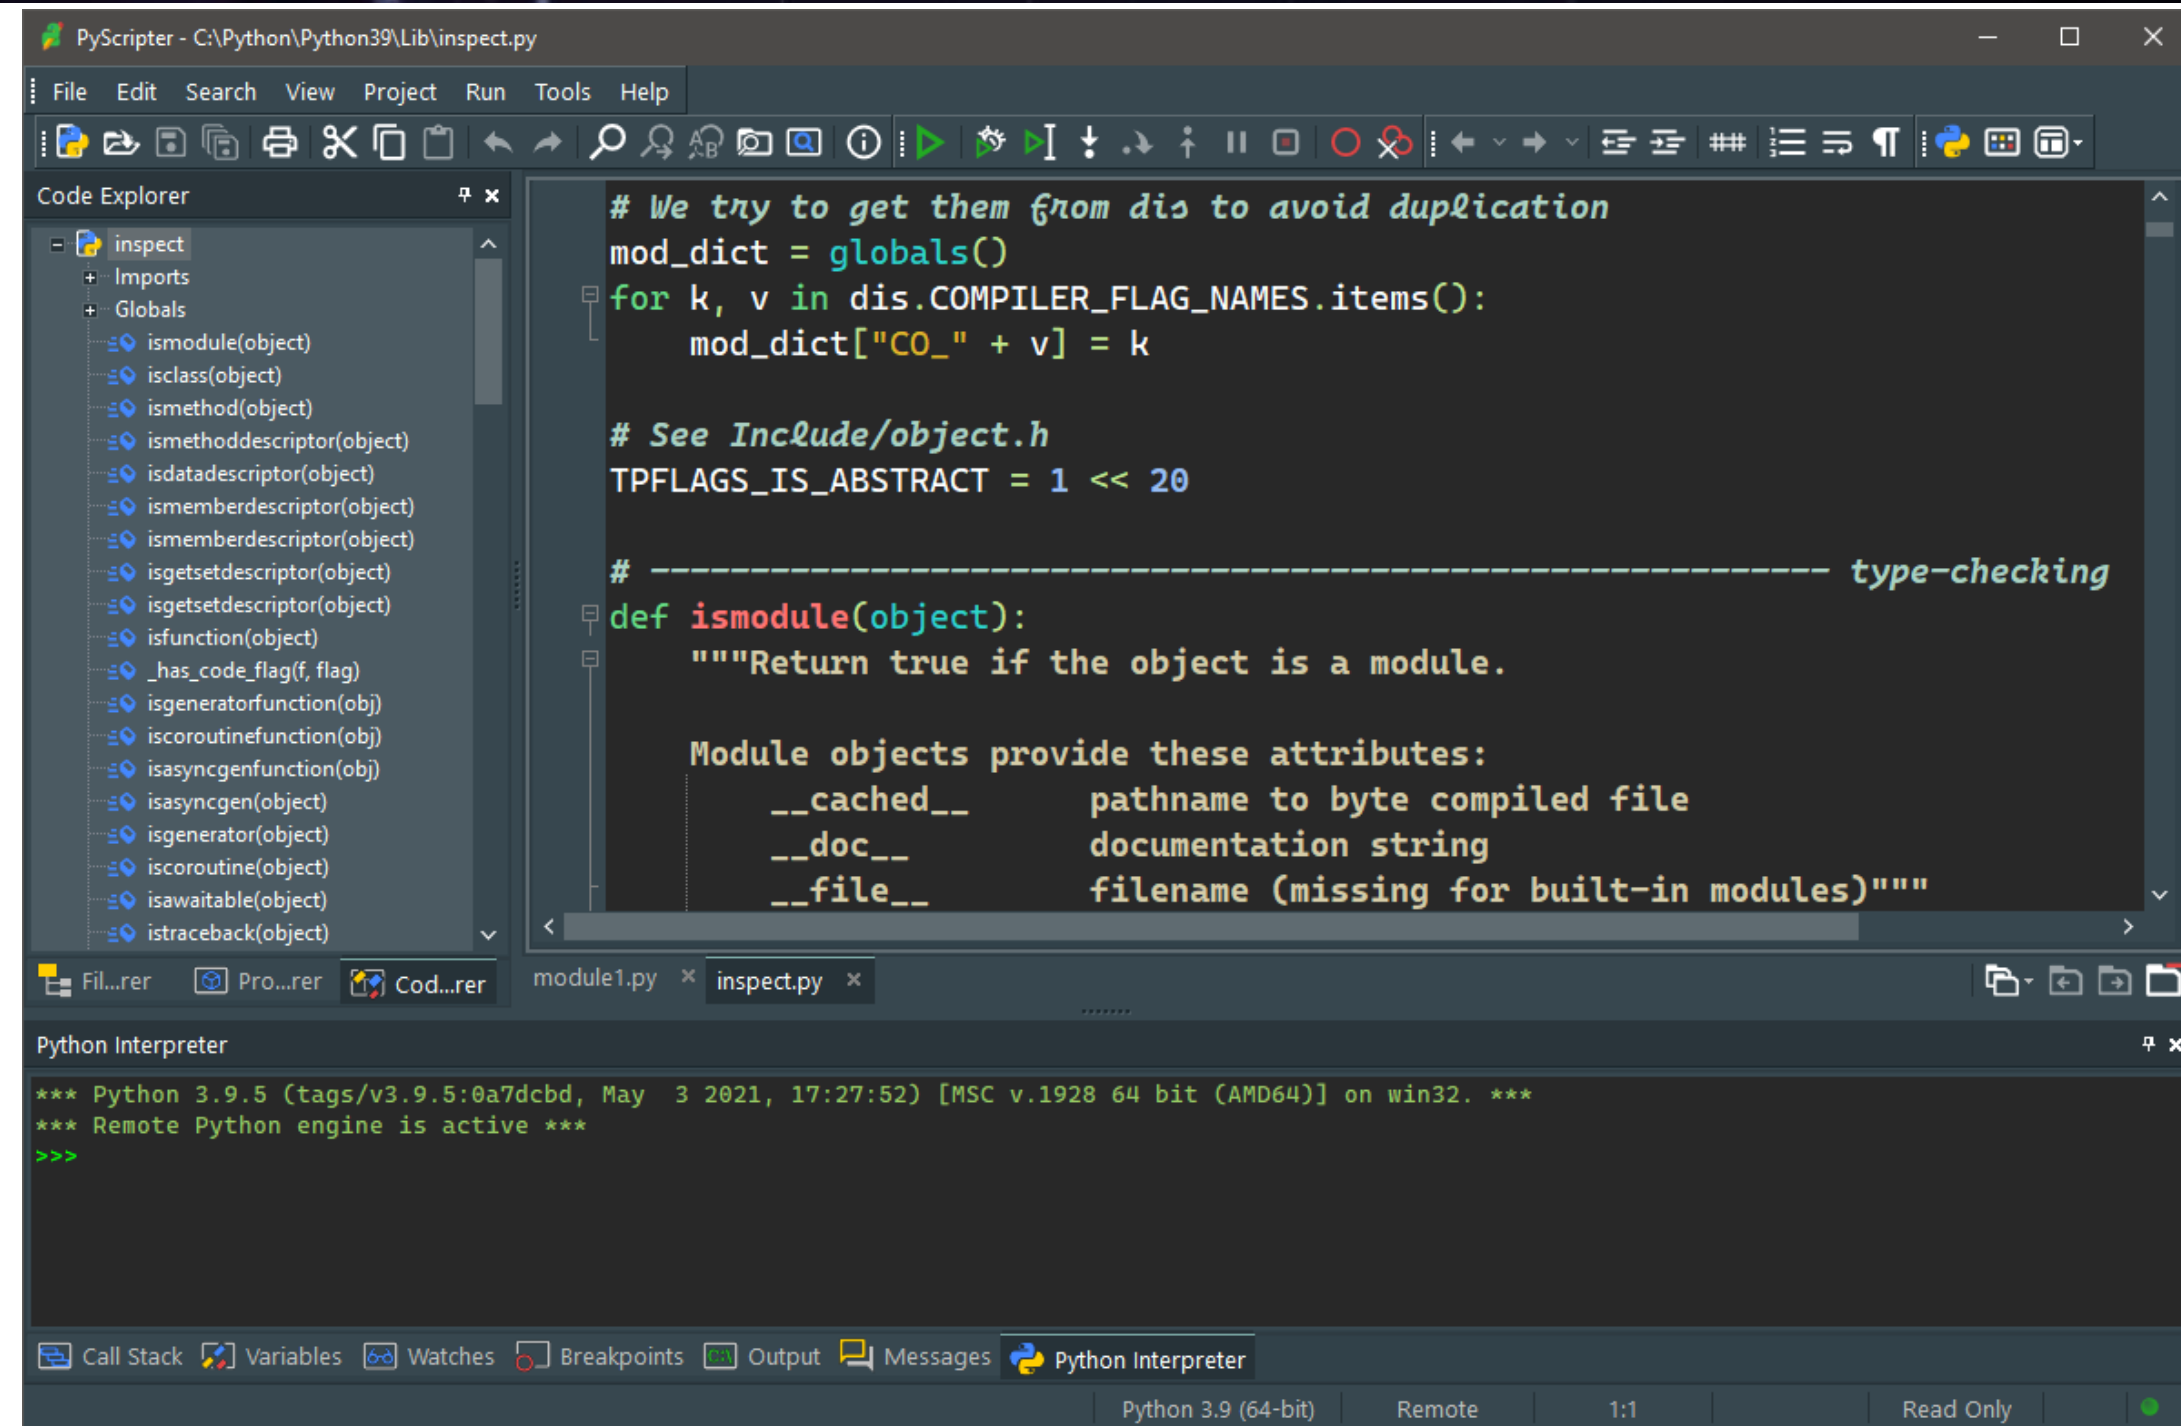 PyScripter - C:\Python\Python39\Lib\inspect.py
File Edit Search View Project Run Tools Help
Code Explorer
inspect
Imports
Globals
ismodule(object)
isclass(object)
ismethod(object)
ismethoddescriptor(object)
isdatadescriptor(object)
ismemberdescriptor(object)
ismemberdescriptor(object)
isgetsetdescriptor(object)
isgetsetdescriptor(object)
isfunction(object)
_has_code_flag(f, flag)
isgeneratorfunction(obj)
iscoroutinefunction(obj)
isasyncgenfunction(obj)
isasyncgen(object)
isgenerator(object)
iscoroutine(object)
isawaitable(object)
istraceback(object)
Fil...rer Pro...rer Cod...rer
# We try to get them from dis to avoid duplication
mod_dict = globals()
for k, v in dis.COMPILER_FLAG_NAMES.items():
    mod_dict["CO_" + v] = k
# See Include/object.h
TPFLAGS_IS_ABSTRACT = 1 << 20
# ----------------------------------------------------------- type-checking
def ismodule(object):
    """Return true if the object is a module.
    Module objects provide these attributes:
        __cached__      pathname to byte compiled file
        __doc__         documentation string
        __file__        filename (missing for built-in modules)"""
module1.py inspect.py
Python Interpreter
*** Python 3.9.5 (tags/v3.9.5:0a7dcbd, May  3 2021, 17:27:52) [MSC v.1928 64 bit (AMD64)] on win32. ***
*** Remote Python engine is active ***
>>>
Call Stack Variables Watches Breakpoints Output Messages Python Interpreter
Python 3.9 (64-bit) Remote 1:1 Read Only